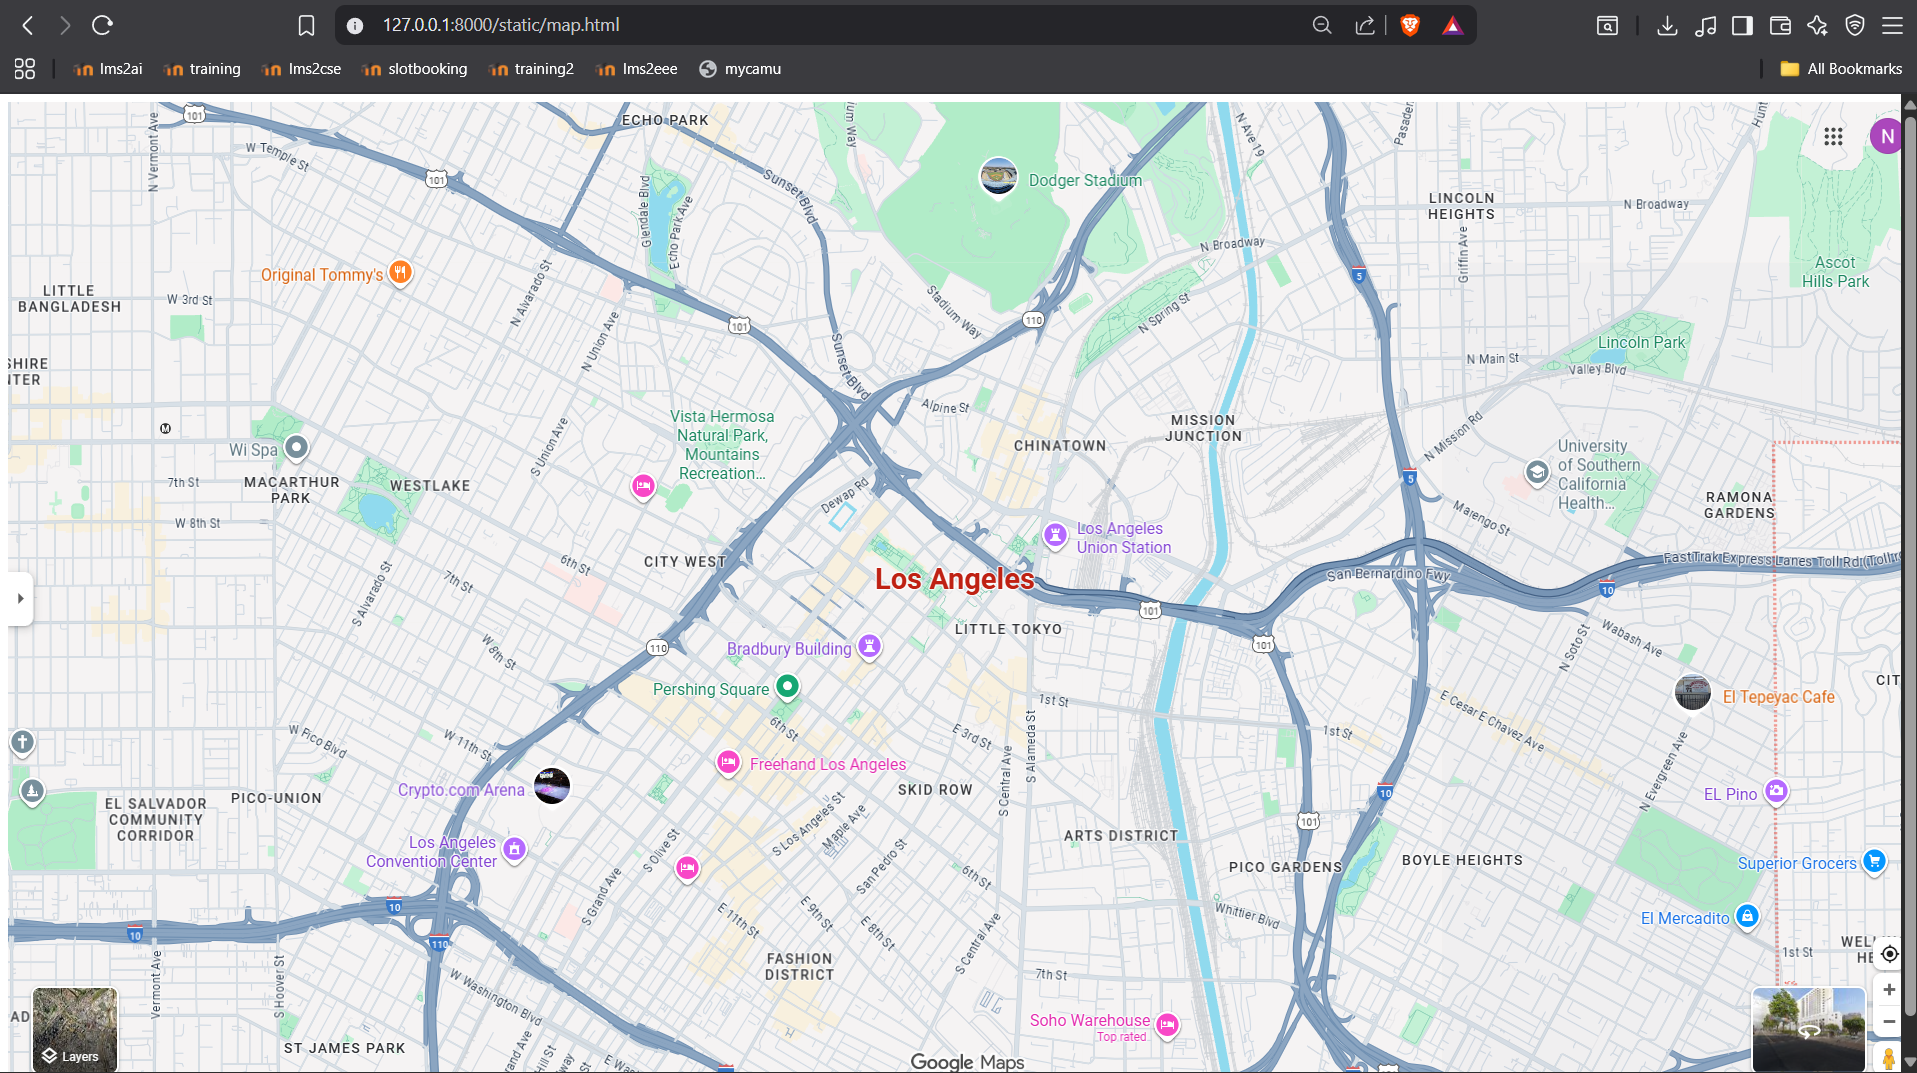 127.0.0.1:8000/static/map.html
lms2ai
training
lms2cse
slotbooking
training2
lms2eee
mycamu
All Bookmarks
N Vermont Ave
101
W Temple St
101
ECHO PARK
Sunset Blvd
Glendale Blvd
Echo Park Ave
Dodger Stadium
N Ave 19
N
LINCOLN
HEIGHTS
N Broadway
N Broadway
Griffin Ave
Ascot
Hills Park
Original Tommy's
LITTLE
BANGLADESH
W 3rd St
N Alvarado St
N Union Ave
101
Sunset Blvd
Stadium Way
110
N Spring St
5
Lincoln Park
N Main St
Valley Blvd
Alpine St
Vista Hermosa
Natural Park,
Mountains
Recreation...
CHINATOWN
MISSION
JUNCTION
N Mission Rd
University
of Southern
California
Health...
Wi Spa
S Union Ave
7th St
MACARTHUR
PARK
WESTLAKE
W 8th St
Dewap Rd
5
Marengo St
RAMONA
GARDENS
Los Angeles
Union Station
CITY WEST
6th St
7th St
S Alvarado St
Los Angeles
San Bernardino Fwy
FastTrak Express Lanes Toll Rd
10
101
LITTLE TOKYO
101
Wabash Ave
N Soto St
W 8th St
110
Bradbury Building
Pershing Square
6th St
1st St
E 3rd St
S Alameda St
S Central Ave
1st St
E Cesar E Chavez Ave
El Tepeyac Cafe
N Evergreen Ave
W Pico Blvd
W 11th St
Freehand Los Angeles
Crypto.com Arena
SKID ROW
10
EL Pino
EL SALVADOR
COMMUNITY
CORRIDOR
PICO-UNION
Los Angeles
Convention Center
S Olive St
S Los Angeles St
Maple Ave
San Pedro St
101
ARTS DISTRICT
PICO GARDENS
BOYLE HEIGHTS
Superior Grocers
6th St
S Grand Ave
E 11th St
E 9th St
E 8th St
S Central Ave
Whittier Blvd
El Mercadito
10
10
110
1st St
FASHION
DISTRICT
7th St
Vermont Ave
S Hoover St
W Washington Blvd
Soho Warehouse
Top rated
ST JAMES PARK
Layers
Google Maps